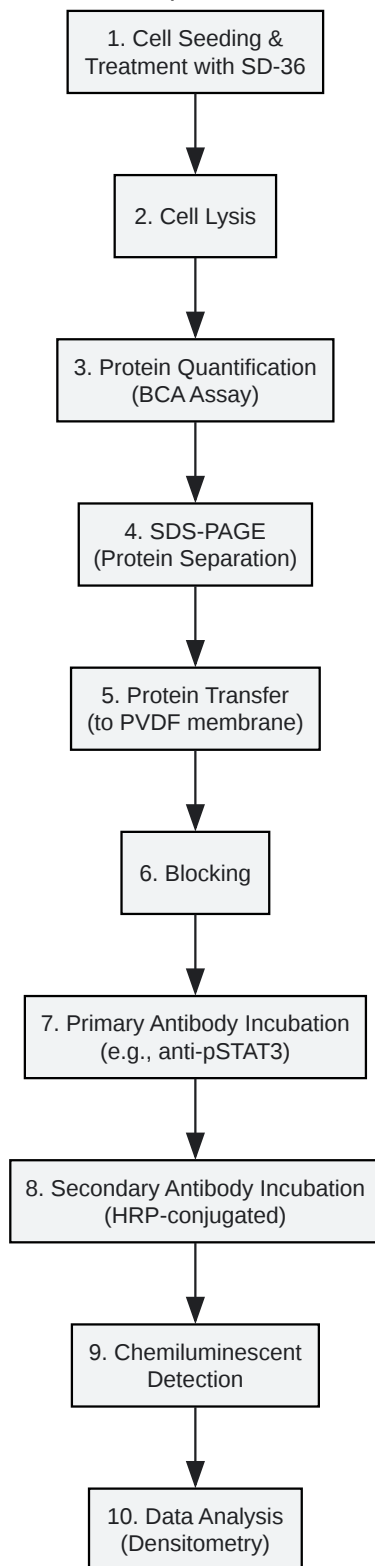 1. Cell Seeding &
Treatment with SD-36
2. Cell Lysis
3. Protein Quantification
(BCA Assay)
4. SDS-PAGE
(Protein Separation)
5. Protein Transfer
(to PVDF membrane)
6. Blocking
7. Primary Antibody Incubation
(e.g., anti-pSTAT3)
8. Secondary Antibody Incubation
(HRP-conjugated)
9. Chemiluminescent
Detection
10. Data Analysis
(Densitometry)